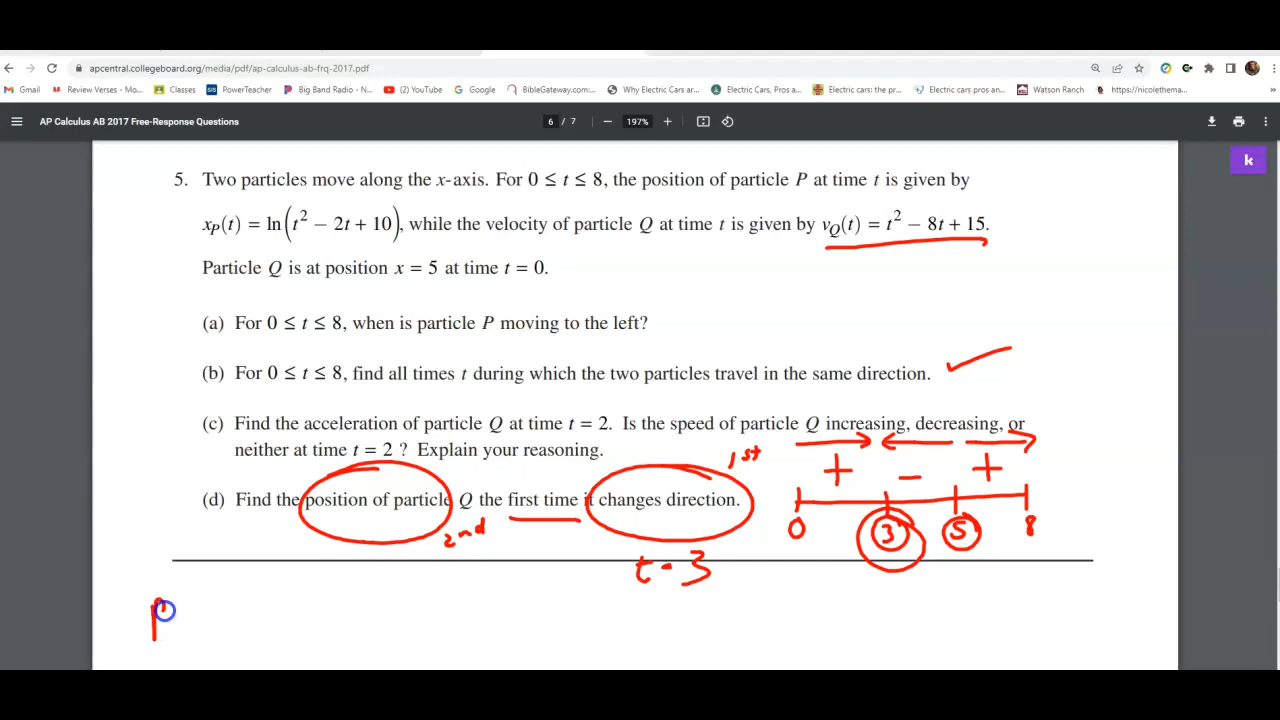 apcentral.collegeboard.org/media/pdf/ap-calculus-ab-frq-2017.pdf
Gmail Review Verses - Mo... Classes PowerTeacher Big Band Radio - N... (2) YouTube Google BibleGateway.com:... Why Electric Cars ar... Electric Cars, Pros a... Electric cars: the pr... Electric cars pros an... Watson Ranch https://nicolethema...
AP Calculus AB 2017 Free-Response Questions 6 / 7 — 197% +
k
5. Two particles move along the x-axis. For 0 ≤ t ≤ 8, the position of particle P at time t is given by
x_P(t) = ln(t² − 2t + 10), while the velocity of particle Q at time t is given by v_Q(t) = t² − 8t + 15.
Particle Q is at position x = 5 at time t = 0.
(a) For 0 ≤ t ≤ 8, when is particle P moving to the left?
(b) For 0 ≤ t ≤ 8, find all times t during which the two particles travel in the same direction.
(c) Find the acceleration of particle Q at time t = 2. Is the speed of particle Q increasing, decreasing, or
neither at time t = 2 ? Explain your reasoning.
1st
+ − +
(d) Find the position of particle Q the first time it changes direction.
2nd
0 3 5 8
t = 3
P